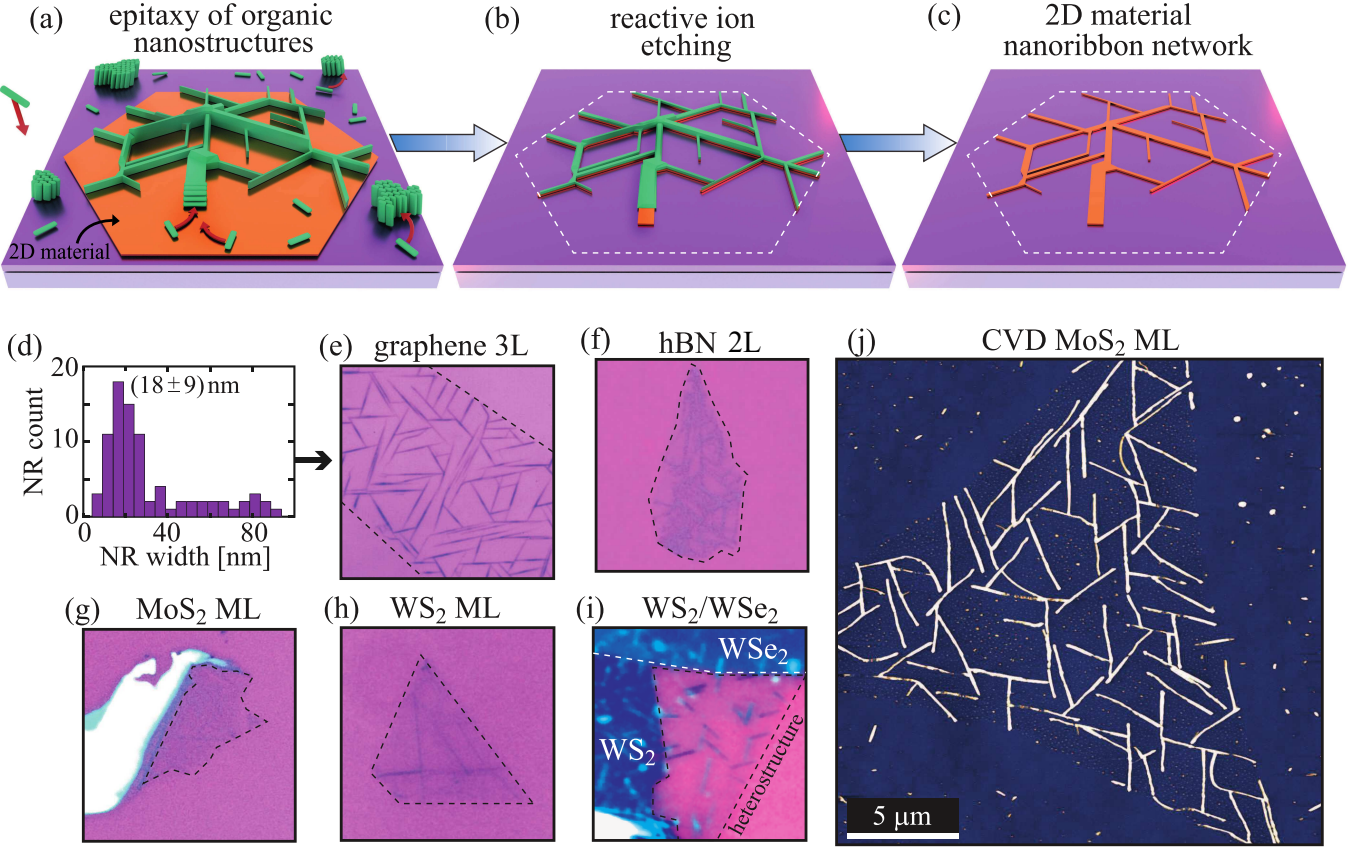 (a) epitaxy of organic
nanostructures
2D material
(b) reactive ion
etching
(c) 2D material
nanoribbon network
(d)
20
10
0
NR count
(18±9) nm
0 40 80
NR width [nm]
(e) graphene 3L
(f) hBN 2L
(g) MoS₂ ML
(h) WS₂ ML
(i) WS₂/WSe₂
WSe₂
WS₂
heterostructure
(j) CVD MoS₂ ML
5 μm